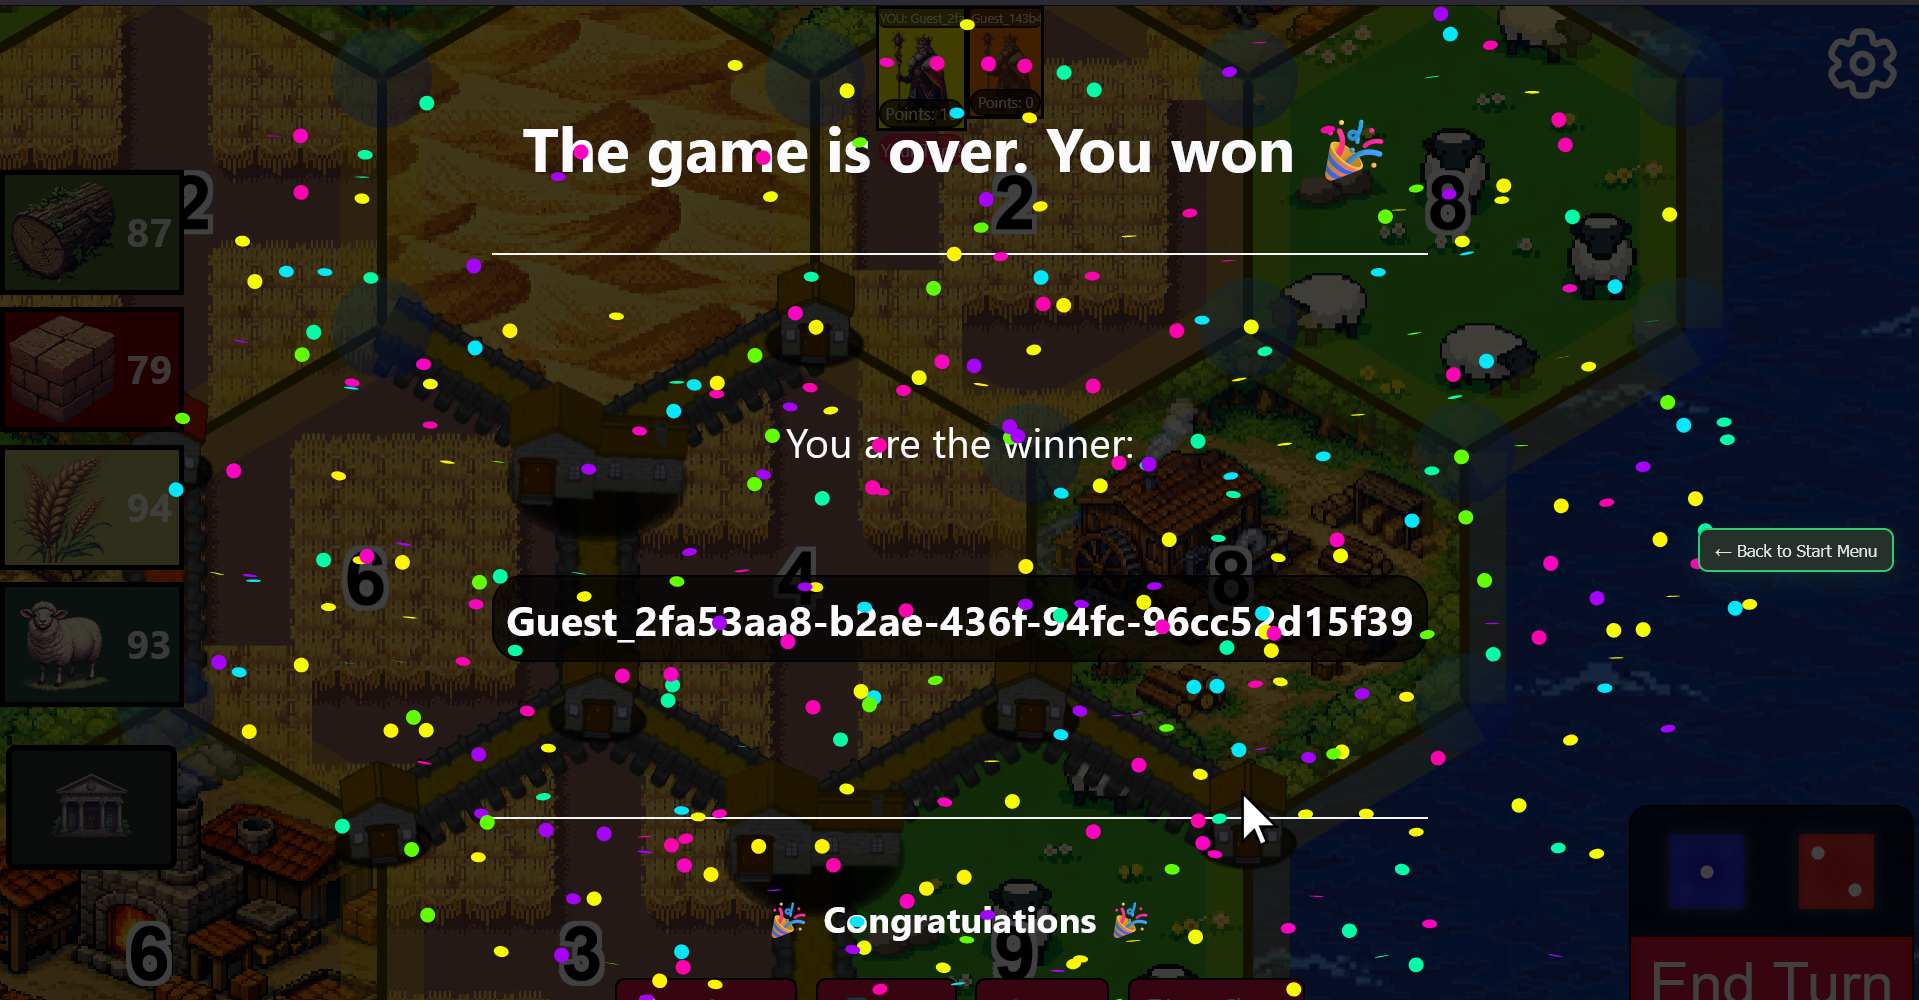 YOU: Guest_2fa
Guest_143b4
Points: 1
Points: 0
The game is over. You won 🎉
2
2
8
87
79
You are the winner:
94
6
4
8
← Back to Start Menu
Guest_2fa53aa8-b2ae-436f-94fc-96cc52d15f39
93
🎉 Congratulations 🎉
6
3
9
End Turn